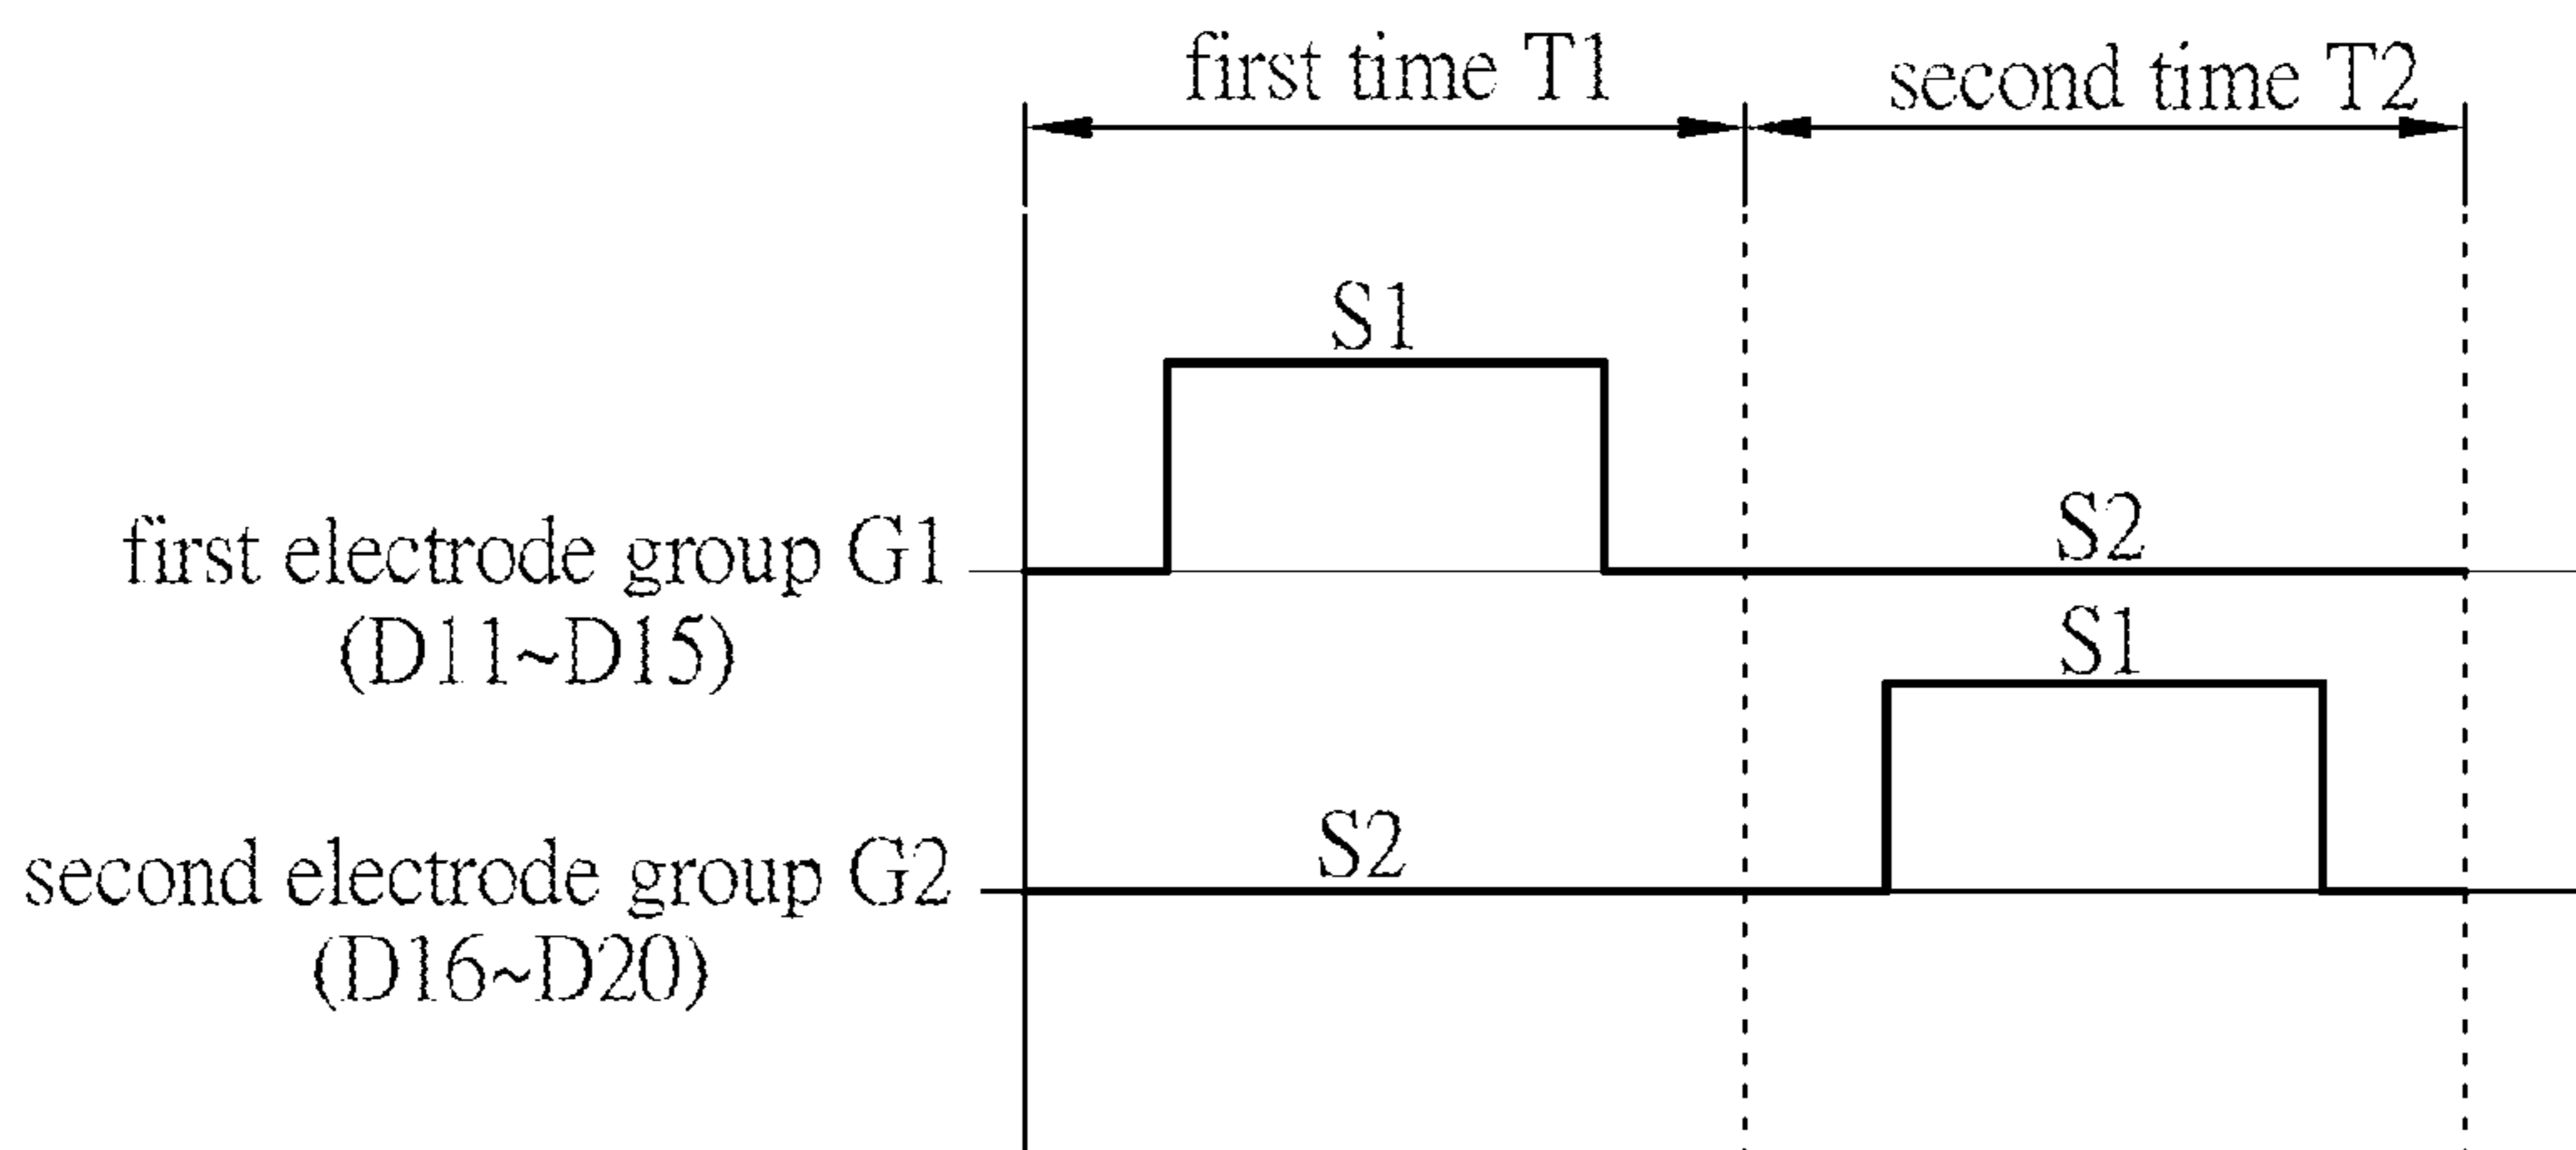 first time T1
second time T2
S1
S2
first electrode group G1
(D11~D15)
S1
S2
second electrode group G2
(D16~D20)